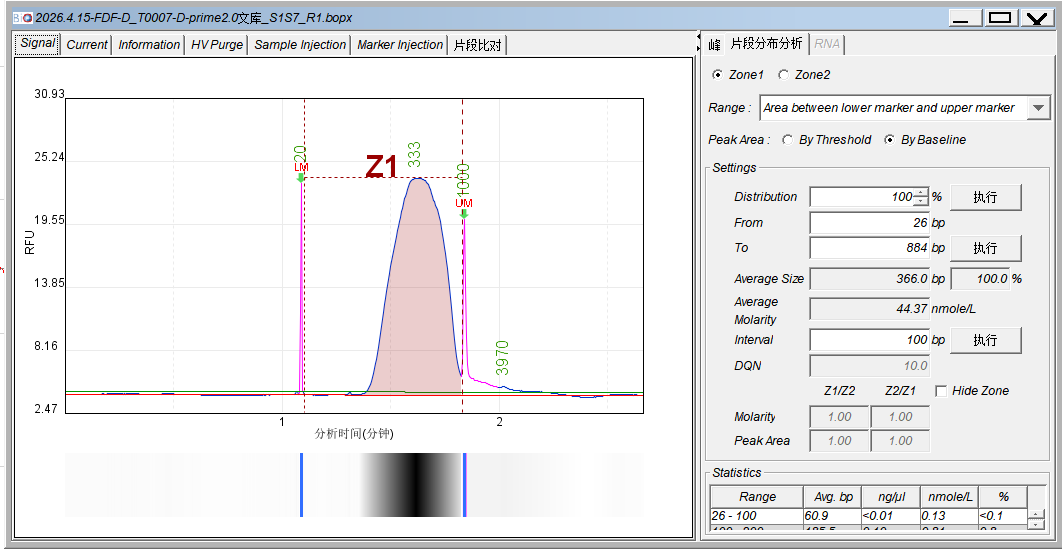 2026.4.15-FDF-D_T0007-D-prime2.0文库_S1S7_R1.bopx
Signal Current Information HV Purge Sample Injection Marker Injection 片段比对
30.93
25.24
19.55
13.85
8.16
2.47
RFU
20
LM
Z1
333
1000
UM
3970
1 2
分析时间(分钟)
峰 片段分布分析 RNA
Zone1 Zone2
Range : Area between lower marker and upper marker
Peak Area : By Threshold By Baseline
Settings
Distribution 100 % 执行
From 26 bp
To 884 bp 执行
Average Size 366.0 bp 100.0 %
Average
Molarity 44.37 nmole/L
Interval 100 bp 执行
DQN 10.0
Z1/Z2 Z2/Z1 Hide Zone
Molarity 1.00 1.00
Peak Area 1.00 1.00
Statistics
Range Avg. bp ng/µl nmole/L %
26 - 100 60.9 <0.01 0.13 <0.1